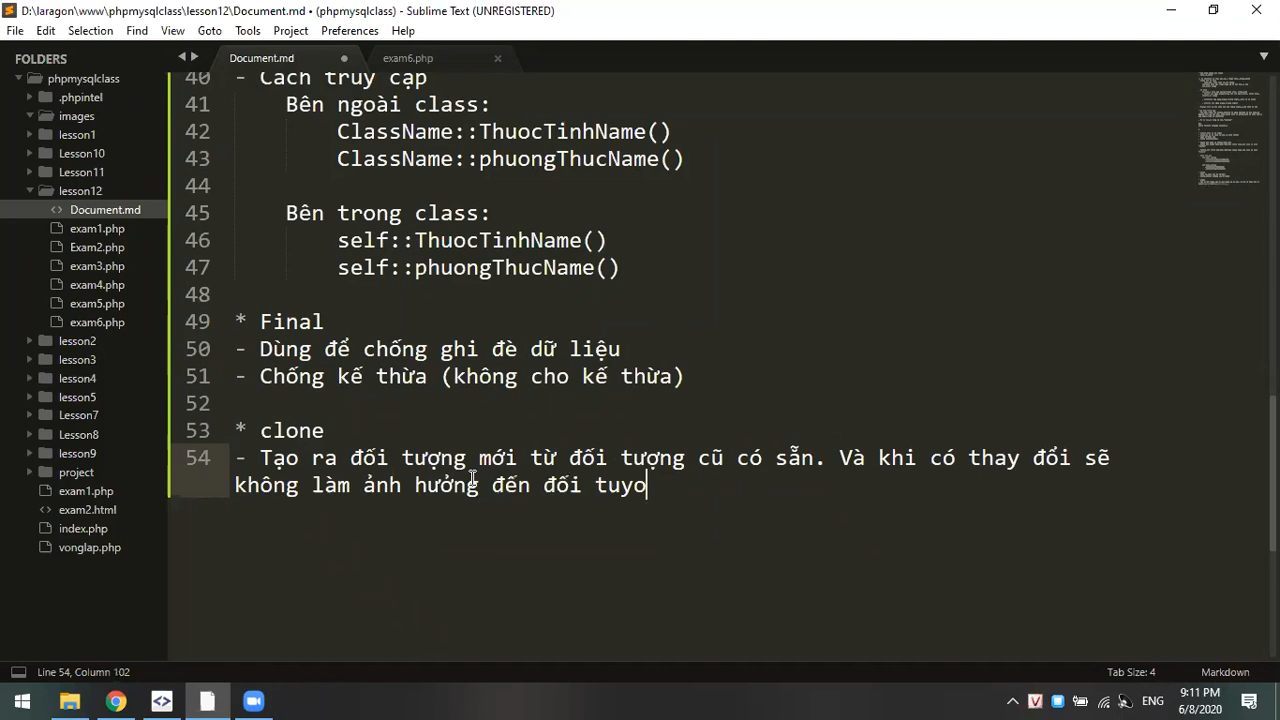 D:\laragon\www\phpmysqlclass\lesson12\Document.md • (phpmysqlclass) - Sublime Text (UNREGISTERED)
File Edit Selection Find View Goto Tools Project Preferences Help
FOLDERS
phpmysqlclass
.phpintel
images
lesson1
Lesson10
Lesson11
lesson12
Document.md
exam1.php
Exam2.php
exam3.php
exam4.php
exam5.php
exam6.php
lesson2
lesson3
lesson4
lesson5
Lesson7
Lesson8
lesson9
project
exam1.php
exam2.html
index.php
vonglap.php
Document.md exam6.php
40 - Cách truy cập
41 Bên ngoài class:
42 ClassName::ThuocTinhName()
43 ClassName::phuongThucName()
44
45 Bên trong class:
46 self::ThuocTinhName()
47 self::phuongThucName()
48
49 * Final
50 - Dùng để chống ghi đè dữ liệu
51 - Chống kế thừa (không cho kế thừa)
52
53 * clone
54 - Tạo ra đối tượng mới từ đối tượng cũ có sẵn. Và khi có thay đổi sẽ
không làm ảnh hưởng đến đối tuyo
Line 54, Column 102 Tab Size: 4 Markdown
ENG
9:11 PM
6/8/2020